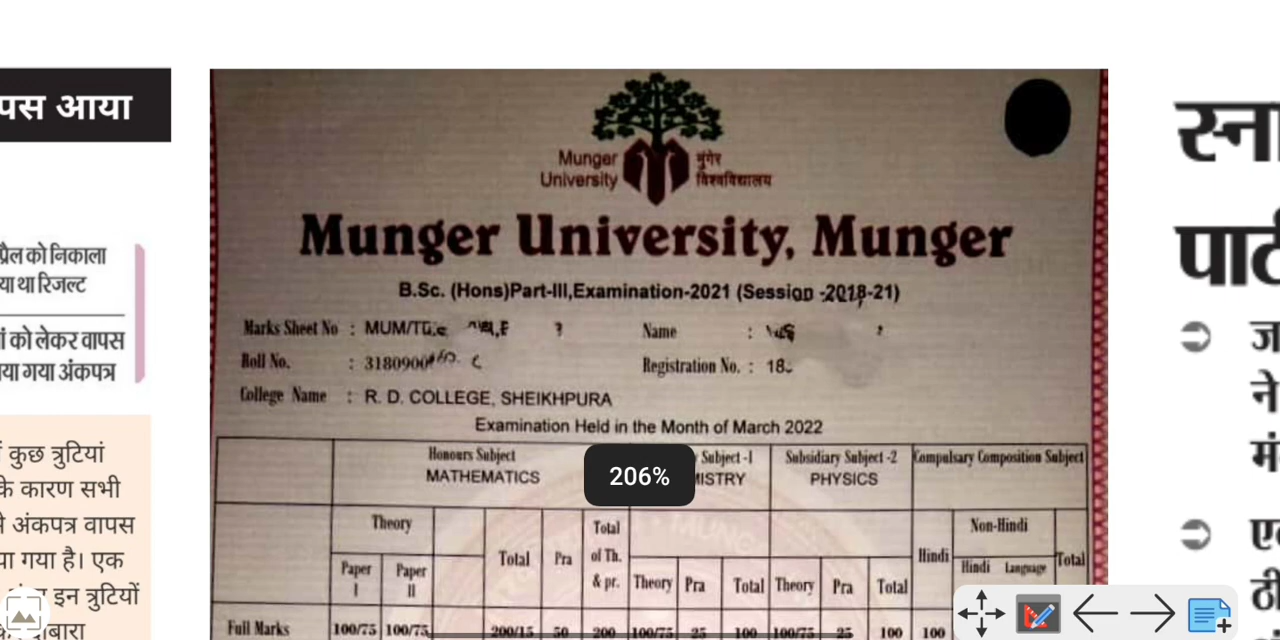 पस आया
प्रैल को निकाला
या था रिजल्ट
ां को लेकर वापस
या गया अंकपत्र
कुछ त्रुटियां
के कारण सभी
अंकपत्र वापस
या गया है। एक
इन त्रुटियों
Munger
University
मुंगेर
विश्वविद्यालय
Munger University, Munger
B.Sc. (Hons)Part-III,Examination-2021 (Session -2018-21)
Marks Sheet No : MUM/
Name :
Roll No. : 3180900
Registration No. : 18
College Name : R. D. COLLEGE, SHEIKHPURA
Examination Held in the Month of March 2022
Honours Subject
MATHEMATICS
Subject -I
MISTRY
Subsidiary Subject -2
PHYSICS
Compulsary Composition Subject
206%
Theory
Total Pra
Total of Th. & pr.
Paper I
Paper II
Theory Pra Total
Theory Pra Total
Hindi
Non-Hindi
Hindi Language
Total
Full Marks 100/75 100/75 200/15 50 200 100/75 25 100 100/75 25 100 100
स्ना
पार्ट
ज
ने
मं
ए
ठी